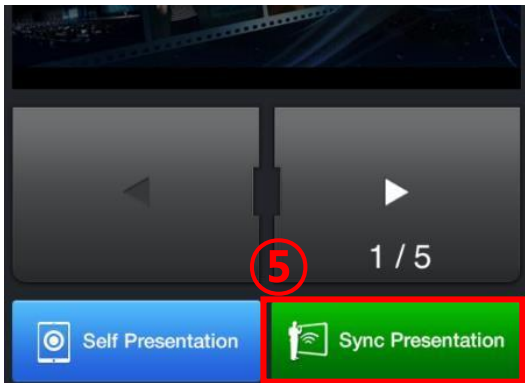 1 / 5
⑤
Self Presentation
Sync Presentation